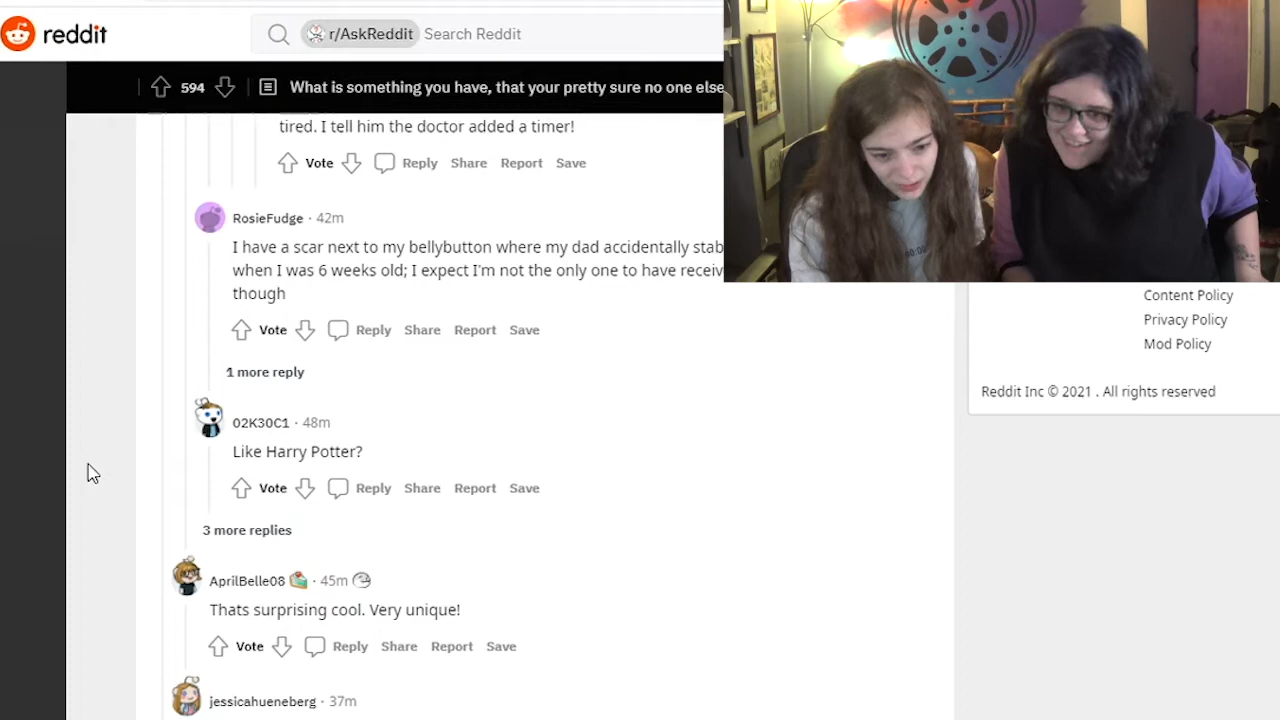 reddit
r/AskReddit Search Reddit
594 What is something you have, that your pretty sure no one else
tired. I tell him the doctor added a timer!
Vote Reply Share Report Save
RosieFudge · 42m
I have a scar next to my bellybutton where my dad accidentally stab
when I was 6 weeks old; I expect I'm not the only one to have receiv
though
Vote Reply Share Report Save
1 more reply
02K30C1 · 48m
Like Harry Potter?
Vote Reply Share Report Save
3 more replies
AprilBelle08 · 45m
Thats surprising cool. Very unique!
Vote Reply Share Report Save
jessicahueneberg · 37m
00:0
Content Policy
Privacy Policy
Mod Policy
Reddit Inc © 2021 . All rights reserved